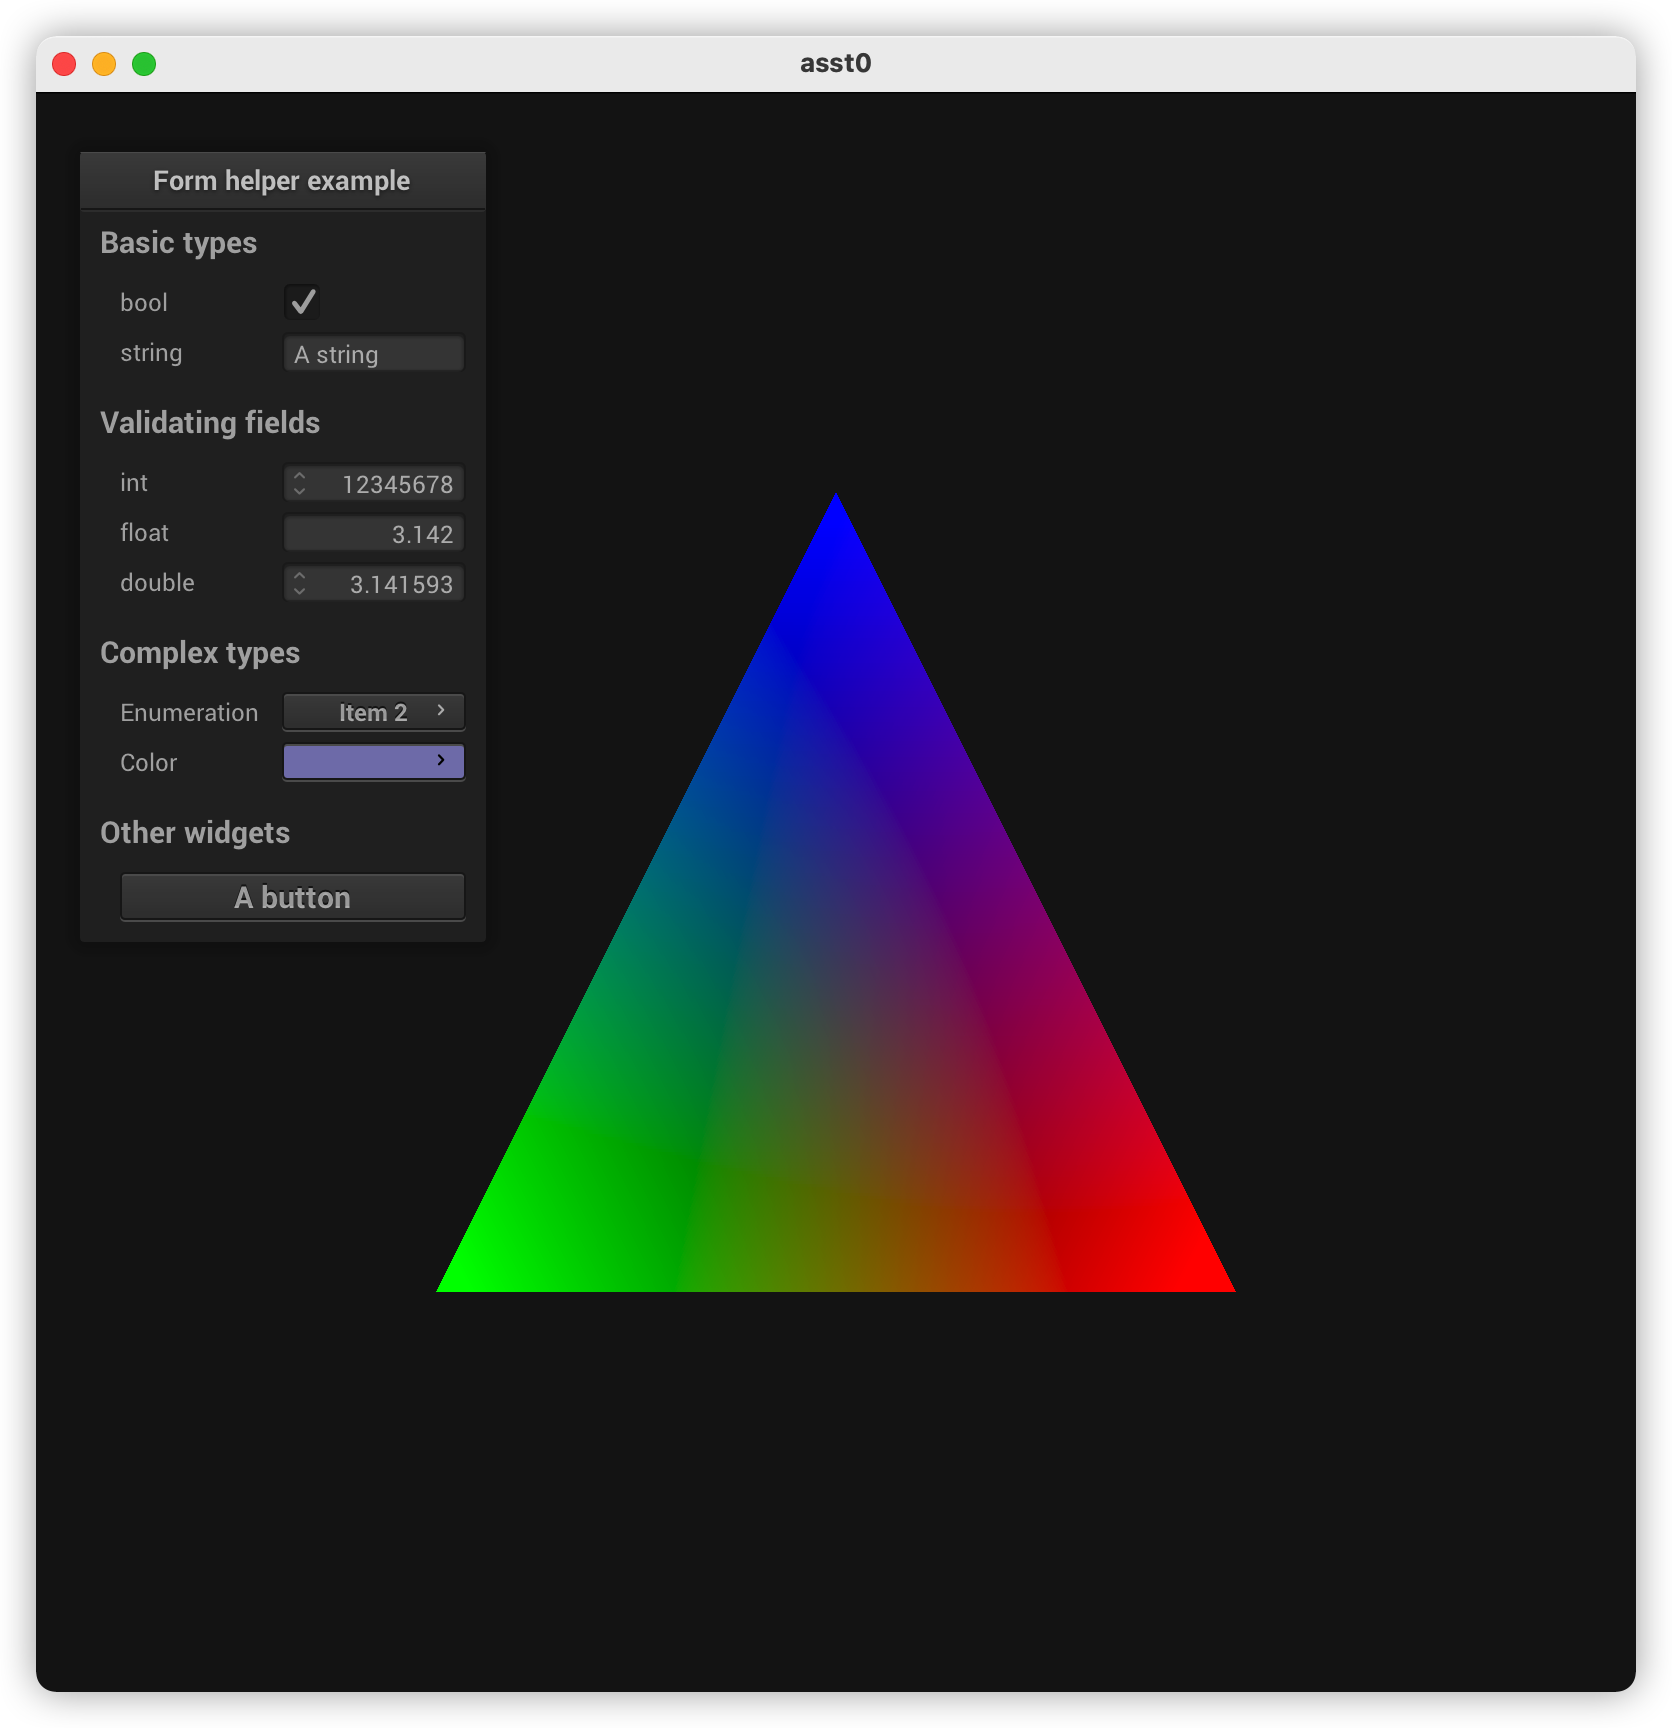 asst0
Form helper example
Basic types
bool
string A string
Validating fields
int 12345678
float 3.142
double 3.141593
Complex types
Enumeration Item 2
Color
Other widgets
A button